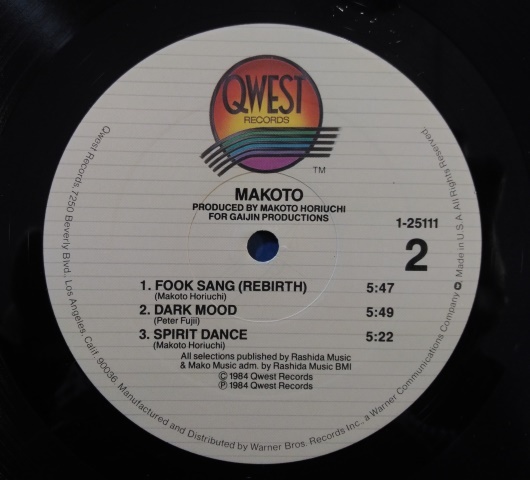 QWEST
RECORDS
TM
MAKOTO
PRODUCED BY MAKOTO HORIUCHI
FOR GAIJIN PRODUCTIONS
1-25111
2
1. FOOK SANG (REBIRTH) 5:47
(Makoto Horiuchi)
2. DARK MOOD 5:49
(Peter Fujii)
3. SPIRIT DANCE 5:22
(Makoto Horiuchi)
All selections published by Rashida Music
& Mako Music adm. by Rashida Music BMI
© 1984 Qwest Records
℗ 1984 Qwest Records
Qwest Records, 7250 Beverly Blvd., Los Angeles, Calif. 90036. Manufactured and Distributed by Warner Bros. Records Inc., a Warner Communications Company Made in U.S.A. All Rights Reserved.